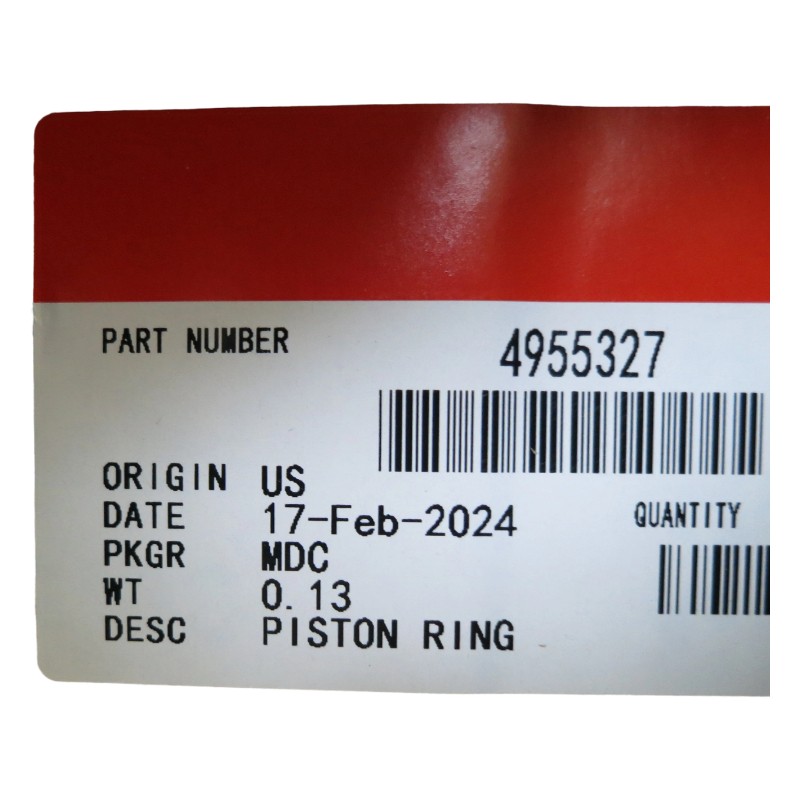 PART NUMBER 4955327
ORIGIN US
DATE 17-Feb-2024
QUANTITY
PKGR MDC
WT 0.13
DESC PISTON RING